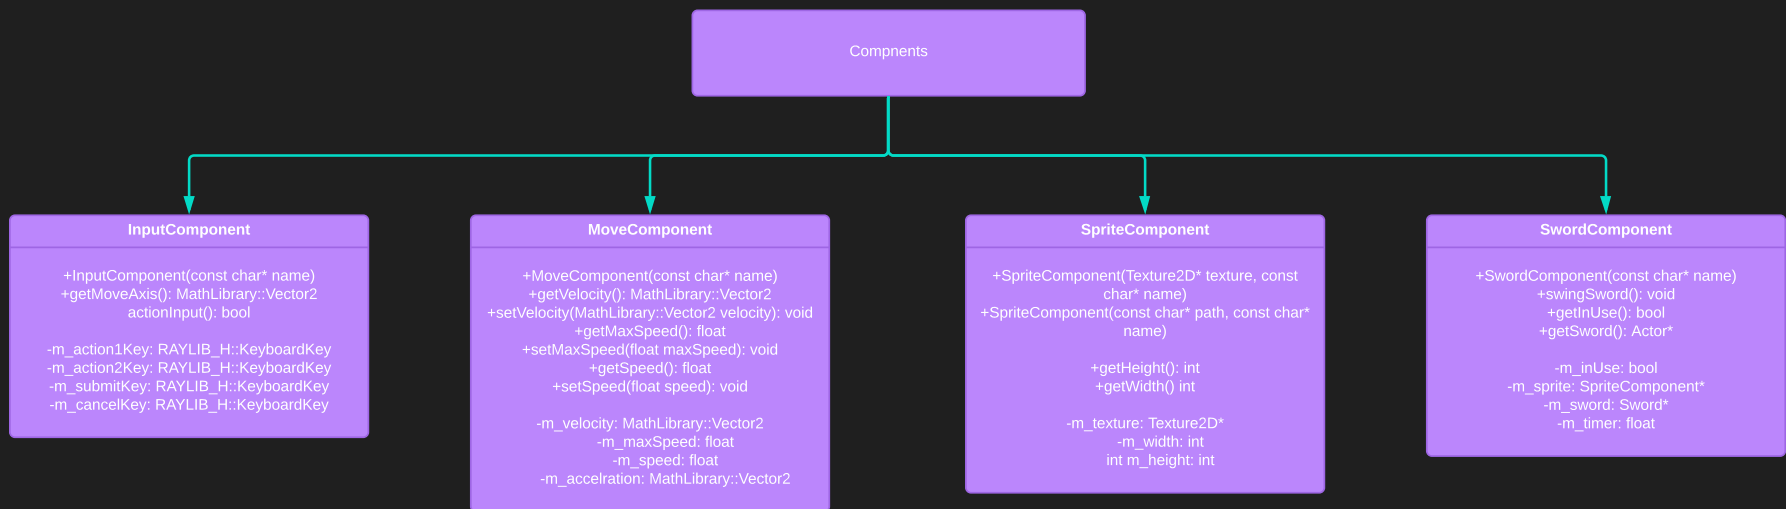 Compnents
InputComponent
+InputComponent(const char* name)
+getMoveAxis(): MathLibrary::Vector2
actionInput(): bool
-m_action1Key: RAYLIB_H::KeyboardKey
-m_action2Key: RAYLIB_H::KeyboardKey
-m_submitKey: RAYLIB_H::KeyboardKey
-m_cancelKey: RAYLIB_H::KeyboardKey
MoveComponent
+MoveComponent(const char* name)
+getVelocity(): MathLibrary::Vector2
+setVelocity(MathLibrary::Vector2 velocity): void
+getMaxSpeed(): float
+setMaxSpeed(float maxSpeed): void
+getSpeed(): float
+setSpeed(float speed): void
-m_velocity: MathLibrary::Vector2
-m_maxSpeed: float
-m_speed: float
-m_accelration: MathLibrary::Vector2
SpriteComponent
+SpriteComponent(Texture2D* texture, const
char* name)
+SpriteComponent(const char* path, const char*
name)
+getHeight(): int
+getWidth() int
-m_texture: Texture2D*
-m_width: int
int m_height: int
SwordComponent
+SwordComponent(const char* name)
+swingSword(): void
+getInUse(): bool
+getSword(): Actor*
-m_inUse: bool
-m_sprite: SpriteComponent*
-m_sword: Sword*
-m_timer: float